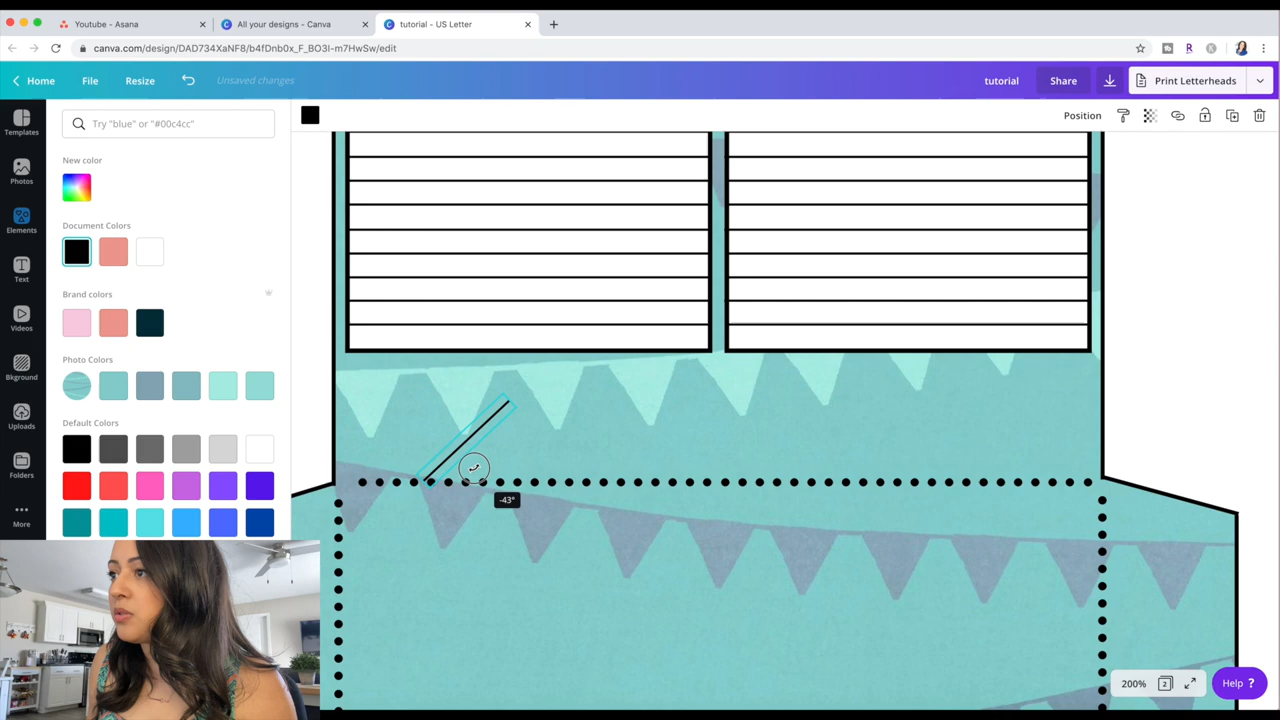 Youtube - Asana
All your designs - Canva
tutorial - US Letter
canva.com/design/DAD734XaNF8/b4fDnb0x_F_BO3I-m7HwSw/edit
Home
File
Resize
Unsaved changes
tutorial
Share
Print Letterheads
Templates
Photos
Elements
Text
Videos
Bkground
Uploads
Folders
More
Try "blue" or "#00c4cc"
New color
Document Colors
Brand colors
Photo Colors
Default Colors
Position
-43°
200%
2
Help ?